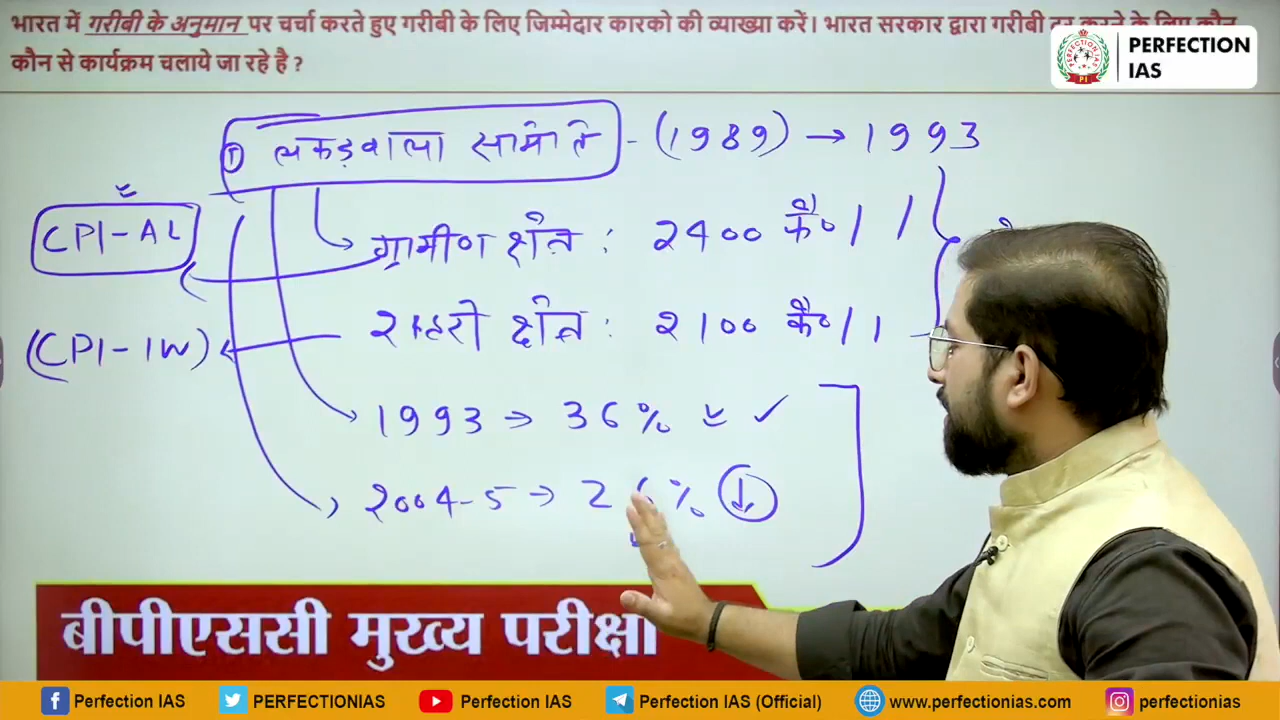 भारत में गरीबी के अनुमान पर चर्चा करते हुए गरीबी के लिए जिम्मेदार कारको की व्याख्या करें। भारत सरकार द्वारा गरीबी
कौन से कार्यक्रम चलाये जा रहे है ?
PERFECTION
IAS
① लकड़वाला समिति - (1989) → 1993
CPI-AL
ग्रामीण क्षेत्र : 2400 कै० / /
(CPI-IW)
शहरी क्षेत्र : 2100 कै० / ।
1993 → 36% ✓
2004-5 → 26% ↓
बीपीएससी मुख्य परीक्षा
Perfection IAS
PERFECTIONIAS
Perfection IAS
Perfection IAS (Official)
www.perfectionias.com
perfectionias